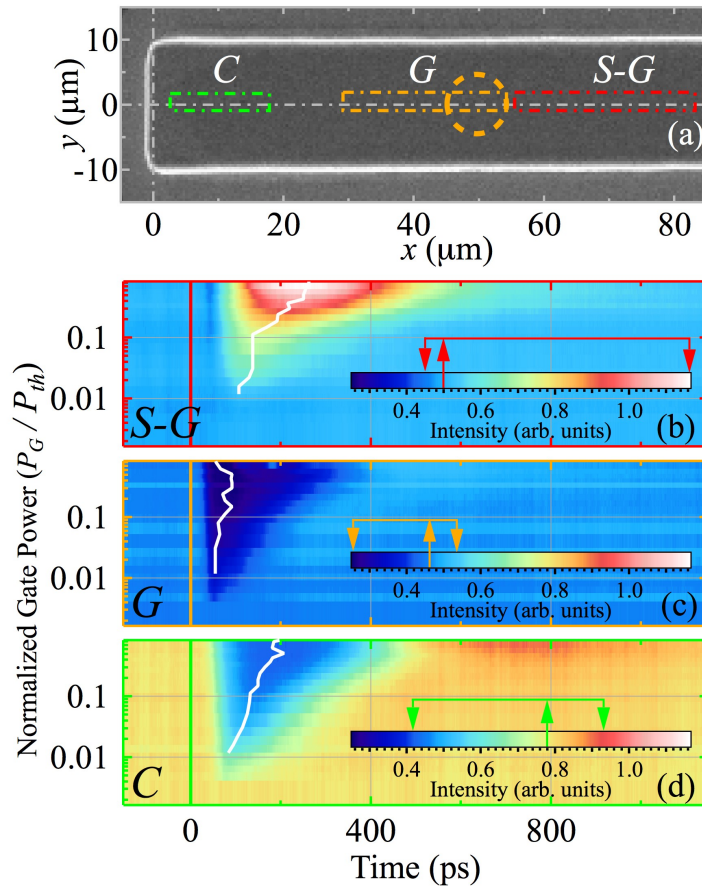 10
0
-10
y (μm)
C
G
S-G
(a)
0
20
40
60
80
x (μm)
Normalized Gate Power (P_G / P_th)
0.1
0.01
S-G
0.4
0.6
0.8
1.0
Intensity (arb. units)
(b)
0.1
0.01
G
0.4
0.6
0.8
1.0
Intensity (arb. units)
(c)
0.1
0.01
C
0.4
0.6
0.8
1.0
Intensity (arb. units)
(d)
0
400
800
Time (ps)